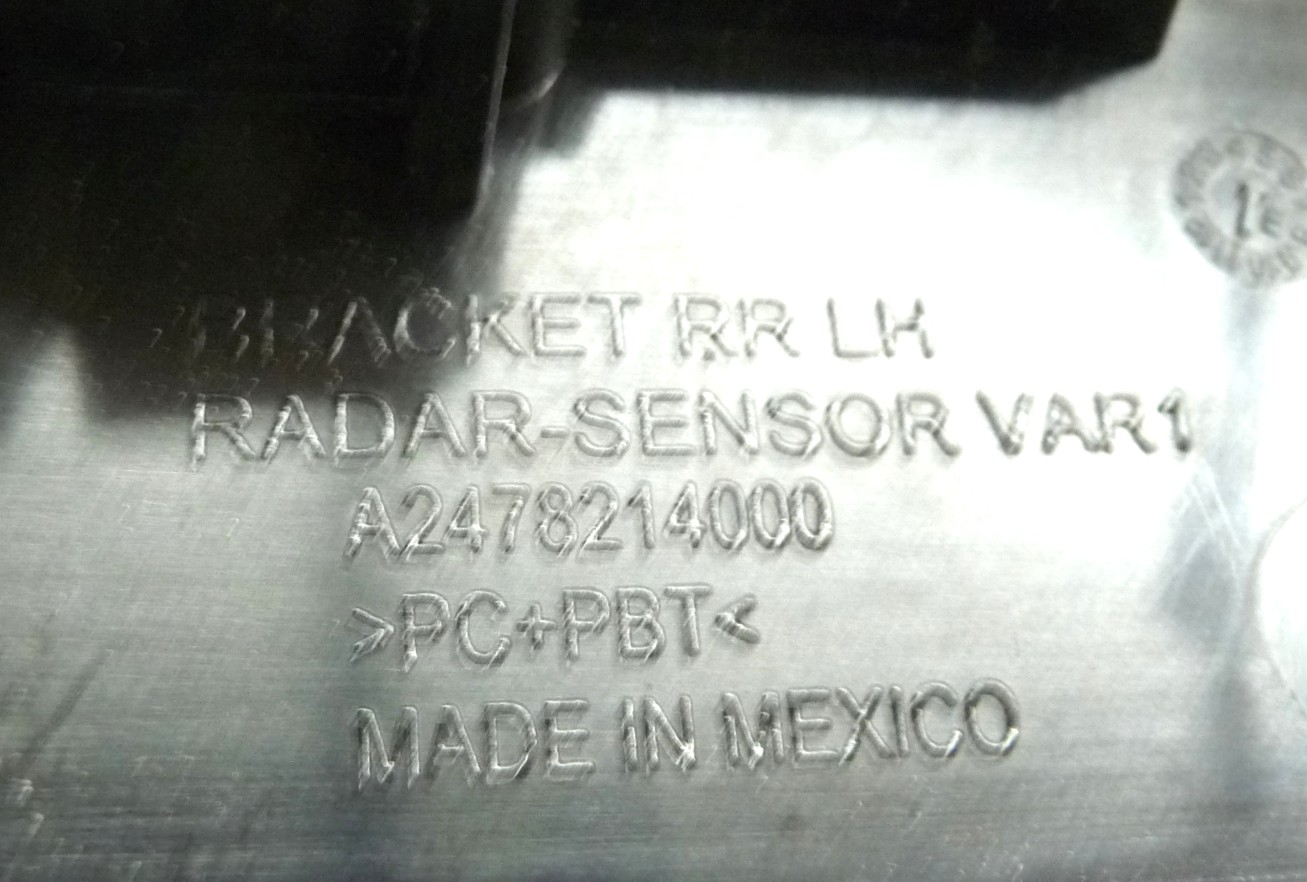 BRACKET RR LH
RADAR-SENSOR VAR1
A2478214000
>PC+PBT<
MADE IN MEXICO